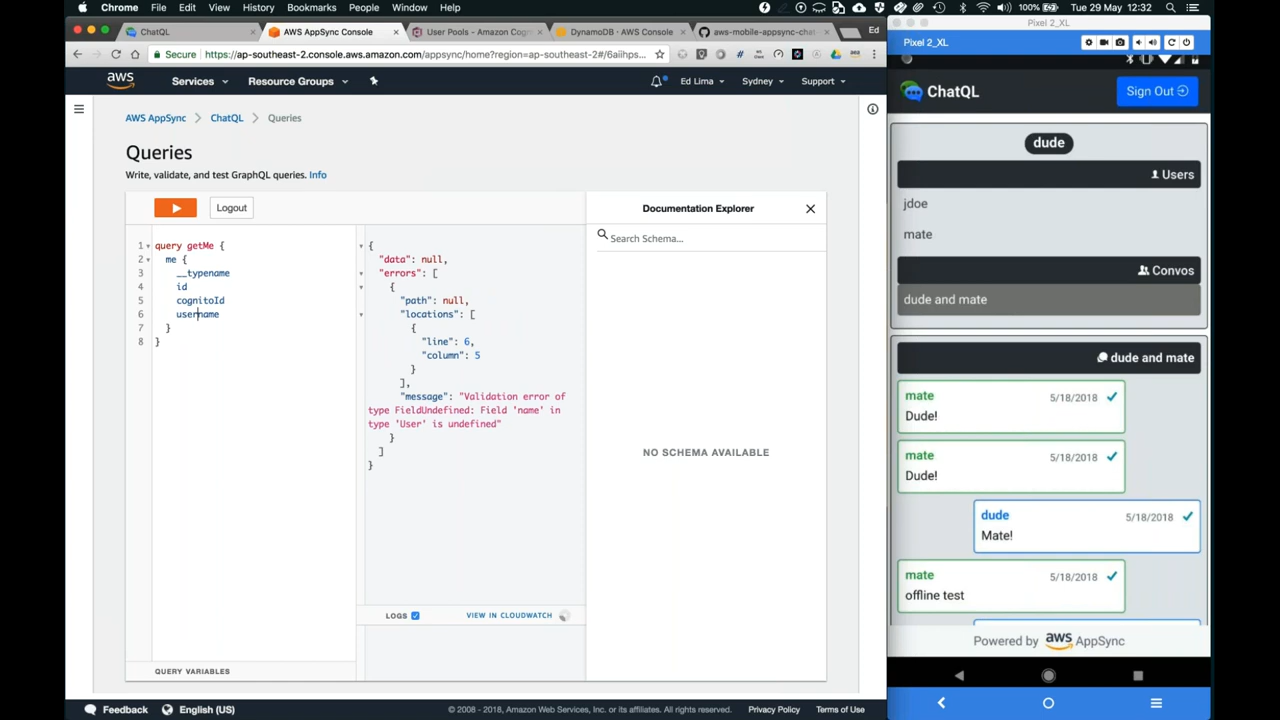 Chrome File Edit View History Bookmarks People Window Help
100% Tue 29 May 12:32
ChatQL
AWS AppSync Console
User Pools - Amazon Cog
DynamoDB · AWS Console
aws-mobile-appsync-chat-
Ed
Secure https://ap-southeast-2.console.aws.amazon.com/appsync/home?region=ap-southeast-2#/6aiihps...
aws
Services
Resource Groups
Ed Lima
Sydney
Support
AWS AppSync
ChatQL
Queries
Queries
Write, validate, and test GraphQL queries. Info
Logout
1 query getMe {
2 me {
3 __typename
4 id
5 cognitoId
6 username
7 }
8 }
{
"data": null,
"errors": [
{
"path": null,
"locations": [
{
"line": 6,
"column": 5
}
],
"message": "Validation error of
type FieldUndefined: Field 'name' in
type 'User' is undefined"
}
]
}
LOGS
VIEW IN CLOUDWATCH
QUERY VARIABLES
Documentation Explorer
Search Schema...
NO SCHEMA AVAILABLE
Feedback
English (US)
© 2008 - 2018, Amazon Web Services, Inc. or its affiliates. All rights reserved.
Privacy Policy
Terms of Use
Pixel 2_XL
Pixel 2_XL
ChatQL
Sign Out
dude
Users
jdoe
mate
Convos
dude and mate
dude and mate
mate 5/18/2018
Dude!
mate 5/18/2018
Dude!
dude 5/18/2018
Mate!
mate 5/18/2018
offline test
Powered by aws AppSync